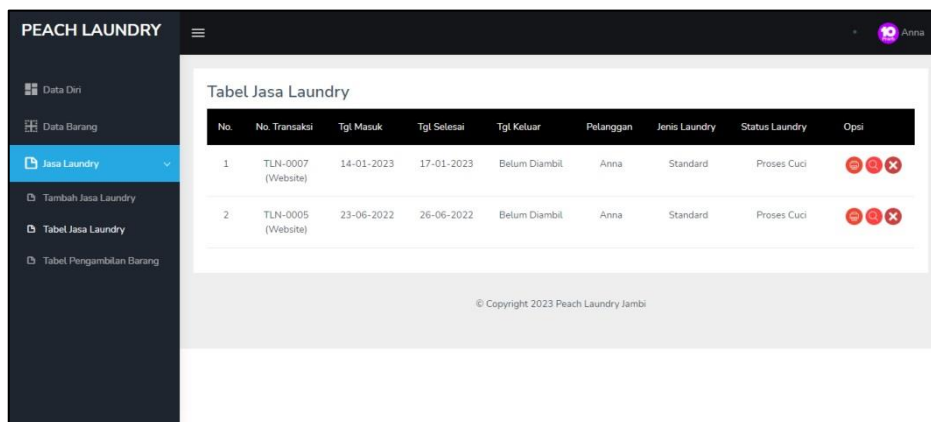 PEACH LAUNDRY
Anna
Data Diri
Data Barang
Jasa Laundry
Tambah Jasa Laundry
Tabel Jasa Laundry
Tabel Pengambilan Barang
Tabel Jasa Laundry
No. No. Transaksi Tgl Masuk Tgl Selesai Tgl Keluar Pelanggan Jenis Laundry Status Laundry Opsi
1 TLN-0007 14-01-2023 17-01-2023 Belum Diambil Anna Standard Proses Cuci
(Website)
2 TLN-0005 23-06-2022 26-06-2022 Belum Diambil Anna Standard Proses Cuci
(Website)
© Copyright 2023 Peach Laundry Jambi